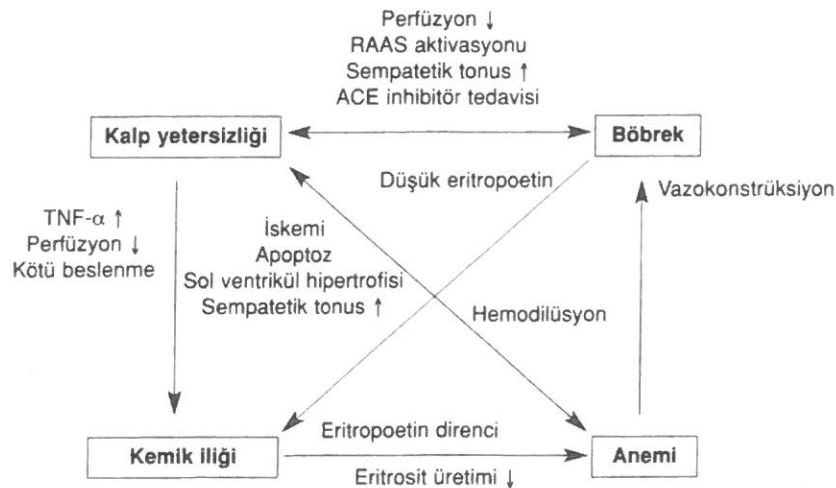 Perfüzyon ↓
RAAS aktivasyonu
Sempatetik tonus ↑
ACE inhibitör tedavisi
Kalp yetersizliği
Böbrek
Düşük eritropoetin
Vazokonstrüksiyon
TNF-α ↑
Perfüzyon ↓
Kötü beslenme
İskemi
Apoptoz
Sol ventrikül hipertrofisi
Sempatetik tonus ↑
Hemodilüsyon
Kemik iliği
Eritropoetin direnci
Eritrosit üretimi ↓
Anemi